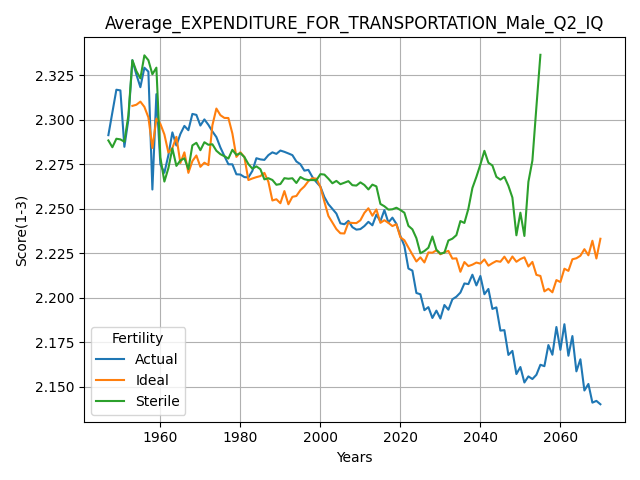 Average_EXPENDITURE_FOR_TRANSPORTATION_Male_Q2_IQ
Score(1-3)
2.325
2.300
2.275
2.250
2.225
2.200
2.175
2.150
Fertility
Actual
Ideal
Sterile
1960
1980
2000
2020
2040
2060
Years